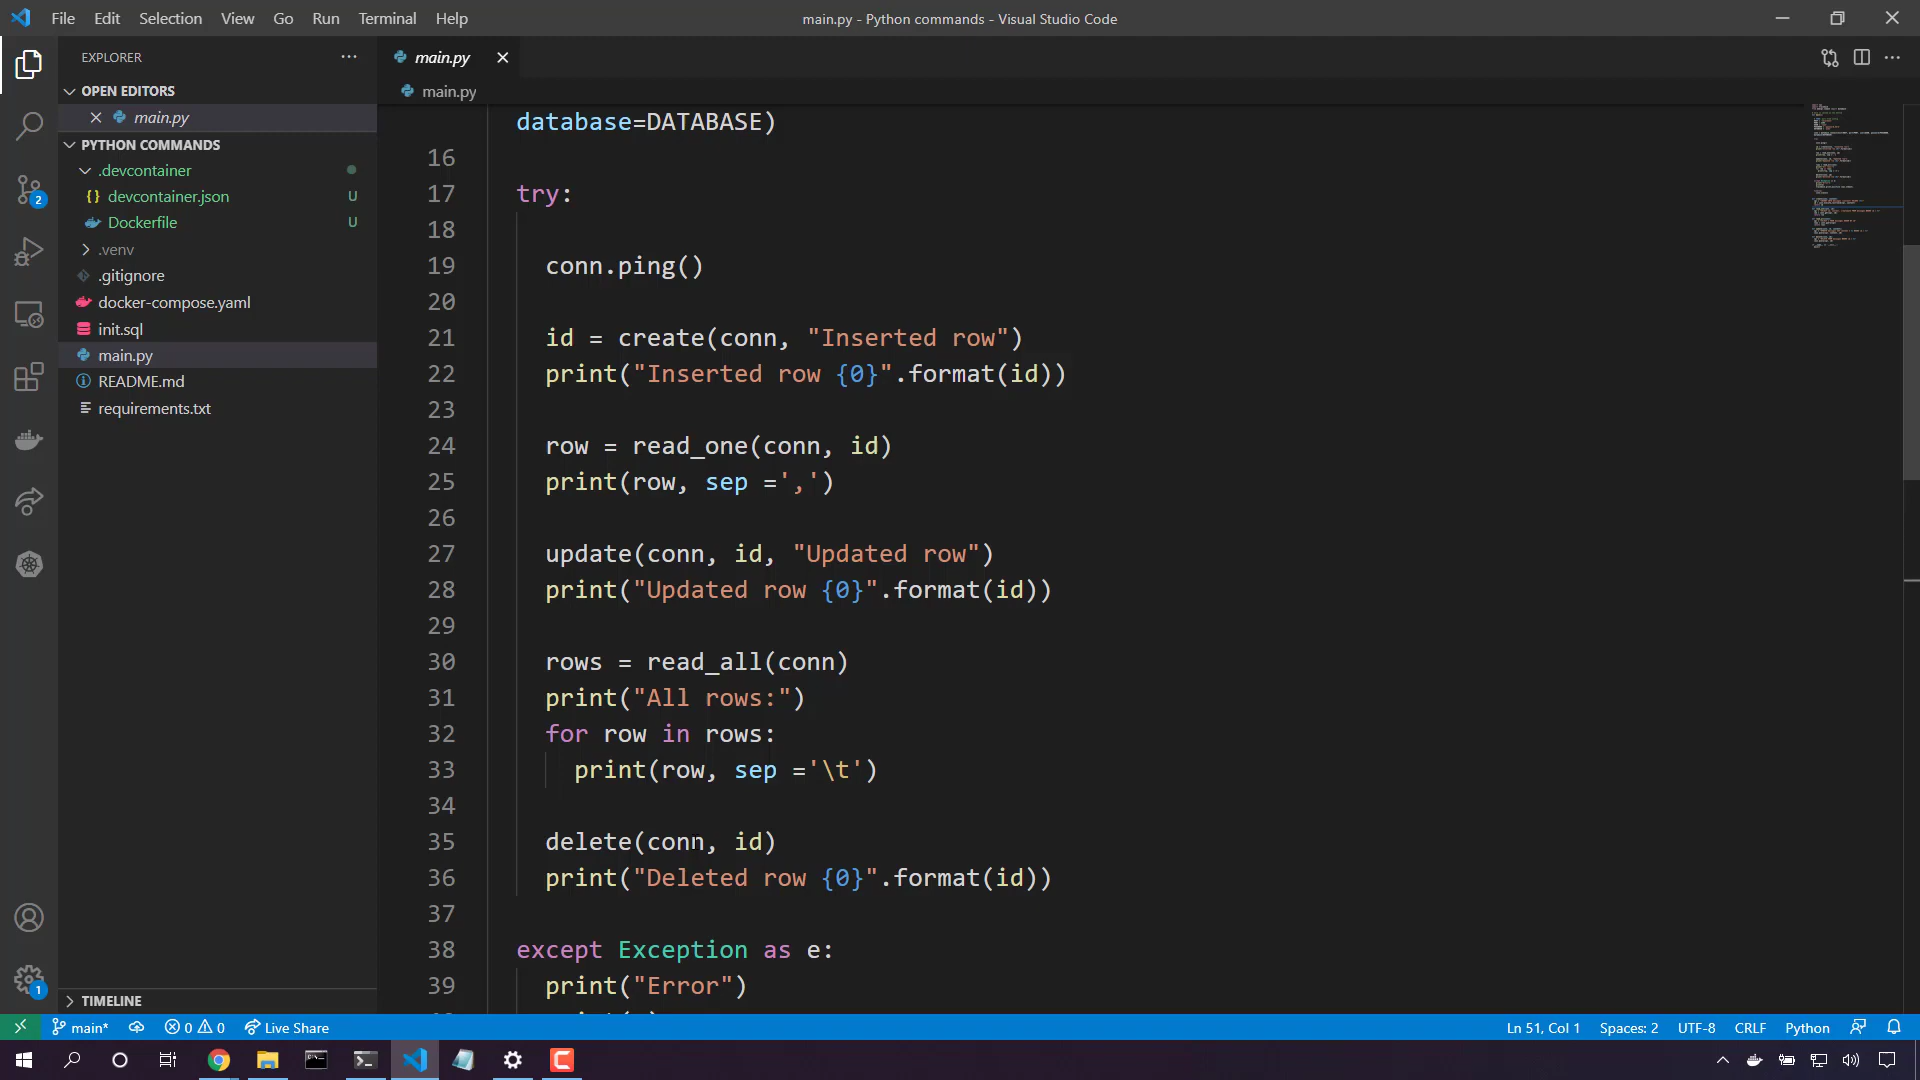 File Edit Selection View Go Run Terminal Help
main.py - Python commands - Visual Studio Code
EXPLORER
OPEN EDITORS
main.py
PYTHON COMMANDS
.devcontainer
devcontainer.json U
Dockerfile U
.venv
.gitignore
docker-compose.yaml
init.sql
main.py
README.md
requirements.txt
TIMELINE
2
1
main.py
main.py
database=DATABASE)
16
17 try:
18
19 conn.ping()
20
21 id = create(conn, "Inserted row")
22 print("Inserted row {0}".format(id))
23
24 row = read_one(conn, id)
25 print(row, sep =',')
26
27 update(conn, id, "Updated row")
28 print("Updated row {0}".format(id))
29
30 rows = read_all(conn)
31 print("All rows:")
32 for row in rows:
33 print(row, sep ='\t')
34
35 delete(conn, id)
36 print("Deleted row {0}".format(id))
37
38 except Exception as e:
39 print("Error")
main* 0 0 Live Share
Ln 51, Col 1 Spaces: 2 UTF-8 CRLF Python